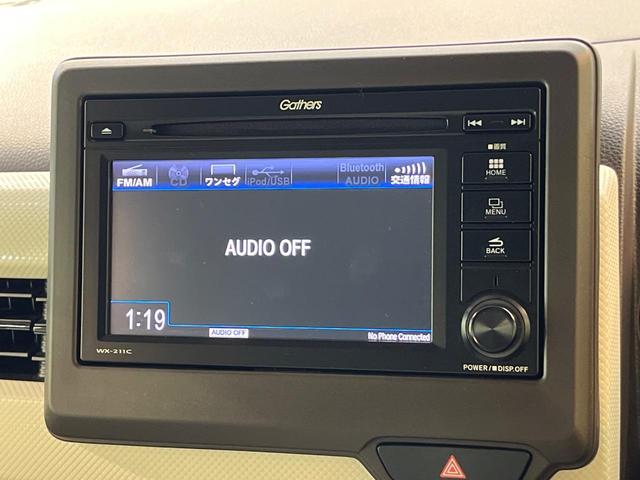 Gathers
■画質
HOME
MENU
BACK
FM/AM CD ワンセグ iPod/USB Bluetooth AUDIO 交通情報
AUDIO OFF
1:19
AUDIO OFF
No Phone Connected
WX-211C
POWER/■DISP.OFF